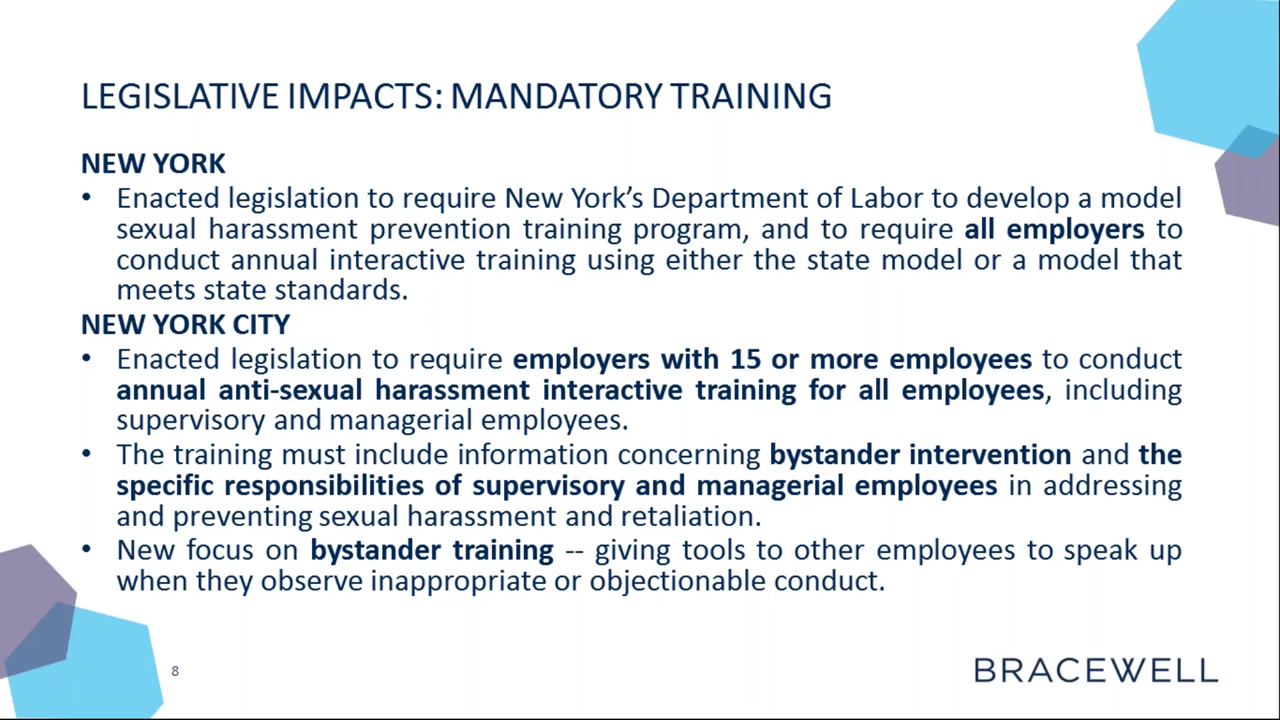 LEGISLATIVE IMPACTS: MANDATORY TRAINING
NEW YORK
• Enacted legislation to require New York’s Department of Labor to develop a model
sexual harassment prevention training program, and to require all employers to
conduct annual interactive training using either the state model or a model that
meets state standards.
NEW YORK CITY
• Enacted legislation to require employers with 15 or more employees to conduct
annual anti-sexual harassment interactive training for all employees, including
supervisory and managerial employees.
• The training must include information concerning bystander intervention and the
specific responsibilities of supervisory and managerial employees in addressing
and preventing sexual harassment and retaliation.
• New focus on bystander training -- giving tools to other employees to speak up
when they observe inappropriate or objectionable conduct.
8
BRACEWELL